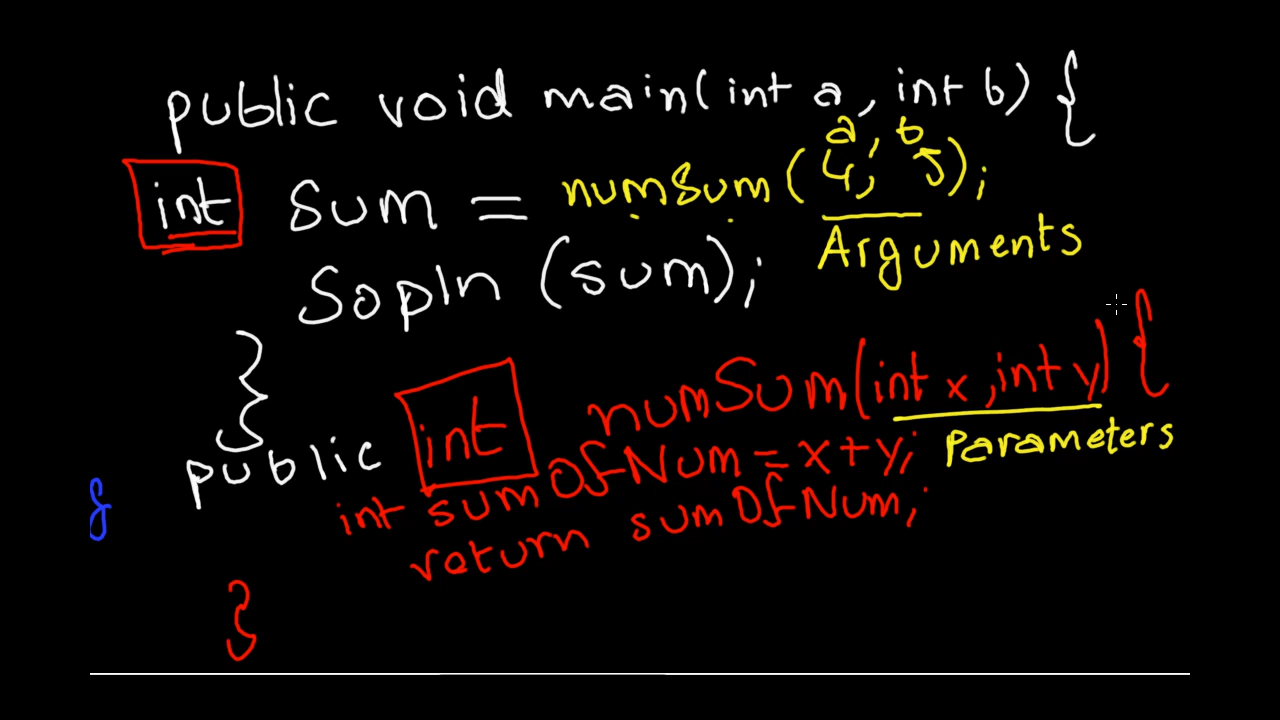 public void main(int a, int b) {
a, b
int sum = numSum(4, 5);
Arguments
Sopln (sum);
}
public int numSum(int x, int y) {
Parameters
int sumOfNum = x+y;
return sumOfNum;
}